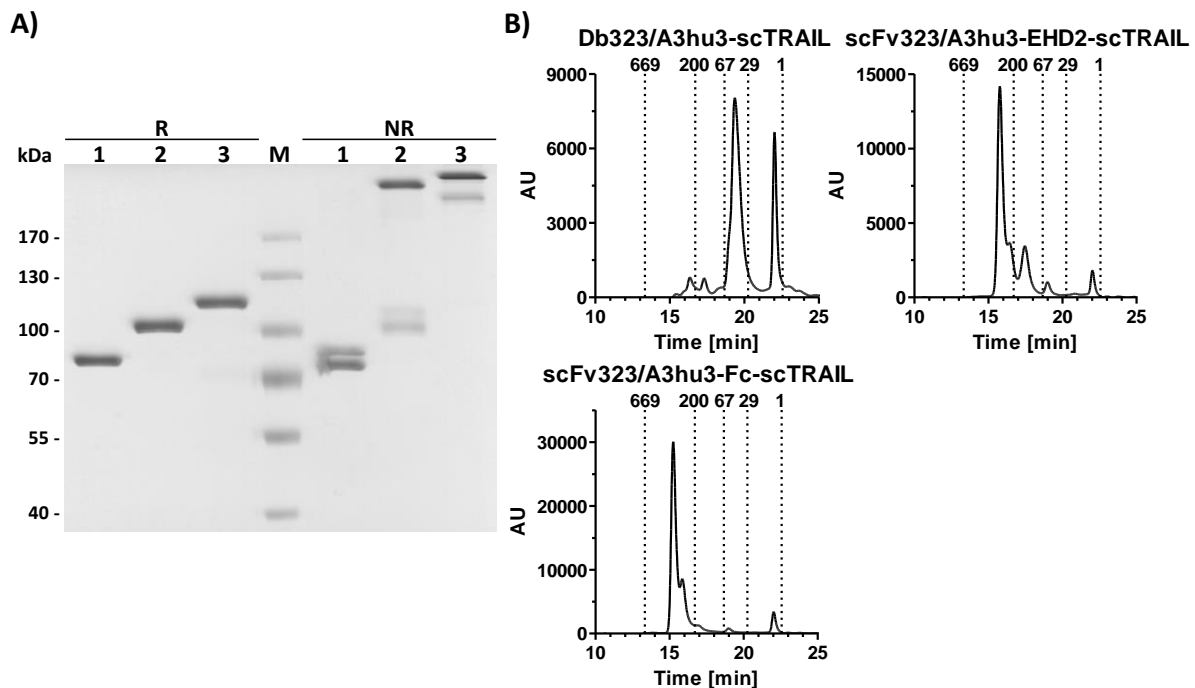 A)
R NR
kDa 1 2 3 M 1 2 3
170 -
130 -
100 -
70 -
55 -
40 -
B)
Db323/A3hu3-scTRAIL
669 200 67 29 1
9000
6000
3000
0
AU
10 15 20 25
Time [min]
scFv323/A3hu3-EHD2-scTRAIL
669 200 67 29 1
15000
10000
5000
0
AU
10 15 20 25
Time [min]
scFv323/A3hu3-Fc-scTRAIL
669 200 67 29 1
30000
20000
10000
0
AU
10 15 20 25
Time [min]